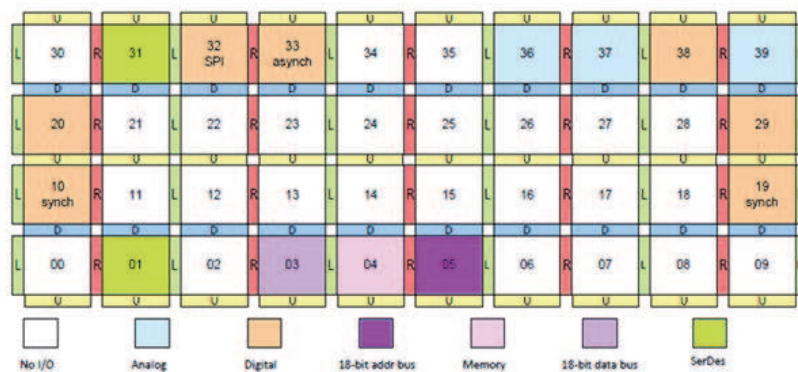 U U U U U U U U U U
L 30 R 31 L 32 R 33 L 34 R 35 L 36 R 37 L 38 R 39
SPI asynch
D D D D D D D D D D
L 20 R 21 L 22 R 23 L 24 R 25 L 26 R 27 L 28 R 29
U U U U U U U U U U
L 10 R 11 L 12 R 13 L 14 R 15 L 16 R 17 L 18 R 19
synch synch
D D D D D D D D D D
L 00 R 01 L 02 R 03 L 04 R 05 L 06 R 07 L 08 R 09
U U U U U U U U U U
No I/O Analog Digital 18-bit addr bus Memory 18-bit data bus SerDes